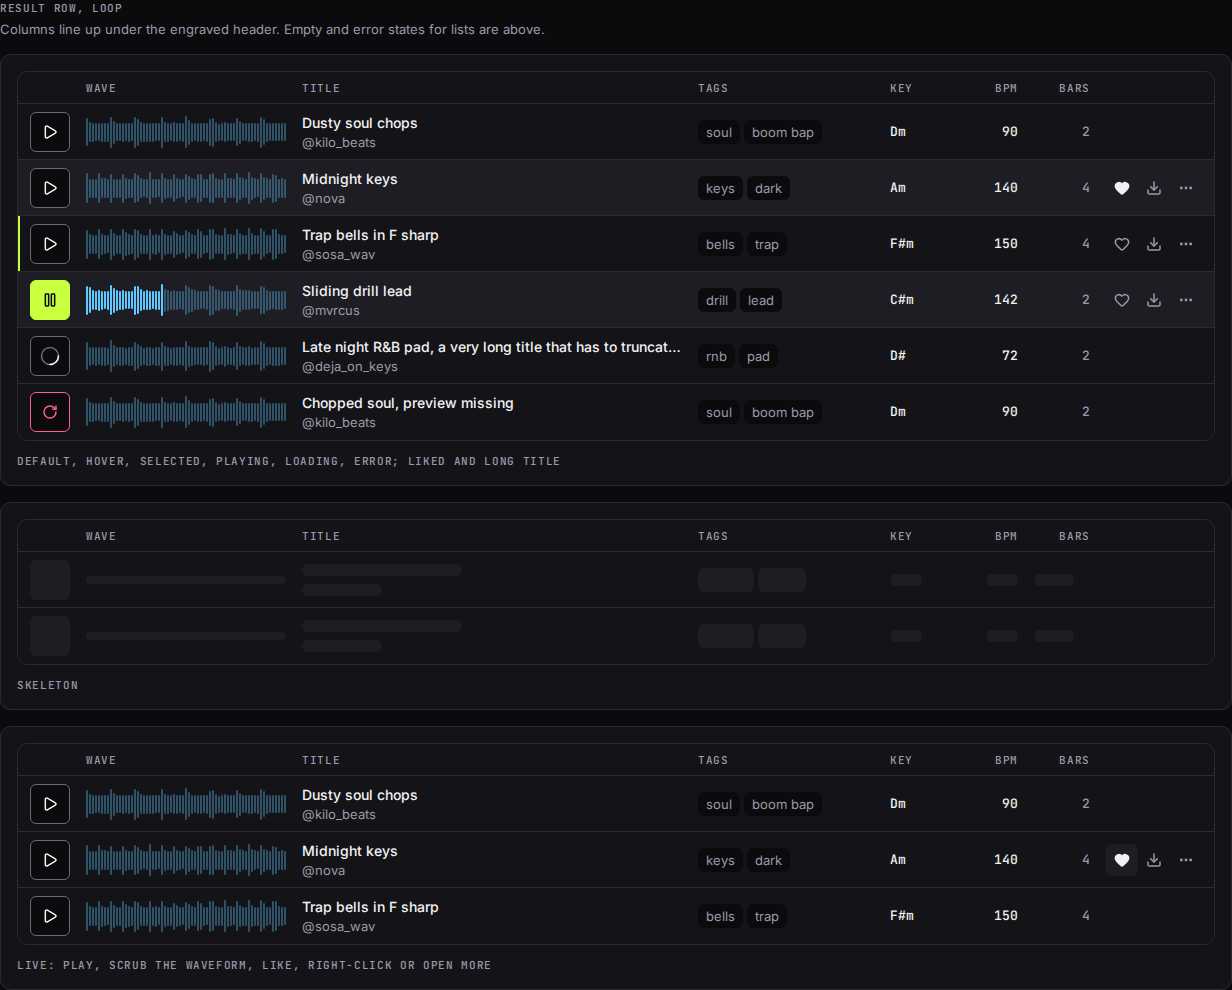 RESULT ROW, LOOP
Columns line up under the engraved header. Empty and error states for lists are above.
WAVE TITLE TAGS KEY BPM BARS
Dusty soul chops
@kilo_beats
soul boom bap Dm 90 2
Midnight keys
@nova
keys dark Am 140 4
Trap bells in F sharp
@sosa_wav
bells trap F#m 150 4
Sliding drill lead
@mvrcus
drill lead C#m 142 2
Late night R&B pad, a very long title that has to truncat...
@deja_on_keys
rnb pad D# 72 2
Chopped soul, preview missing
@kilo_beats
soul boom bap Dm 90 2
DEFAULT, HOVER, SELECTED, PLAYING, LOADING, ERROR; LIKED AND LONG TITLE
WAVE TITLE TAGS KEY BPM BARS
SKELETON
WAVE TITLE TAGS KEY BPM BARS
Dusty soul chops
@kilo_beats
soul boom bap Dm 90 2
Midnight keys
@nova
keys dark Am 140 4
Trap bells in F sharp
@sosa_wav
bells trap F#m 150 4
LIVE: PLAY, SCRUB THE WAVEFORM, LIKE, RIGHT-CLICK OR OPEN MORE